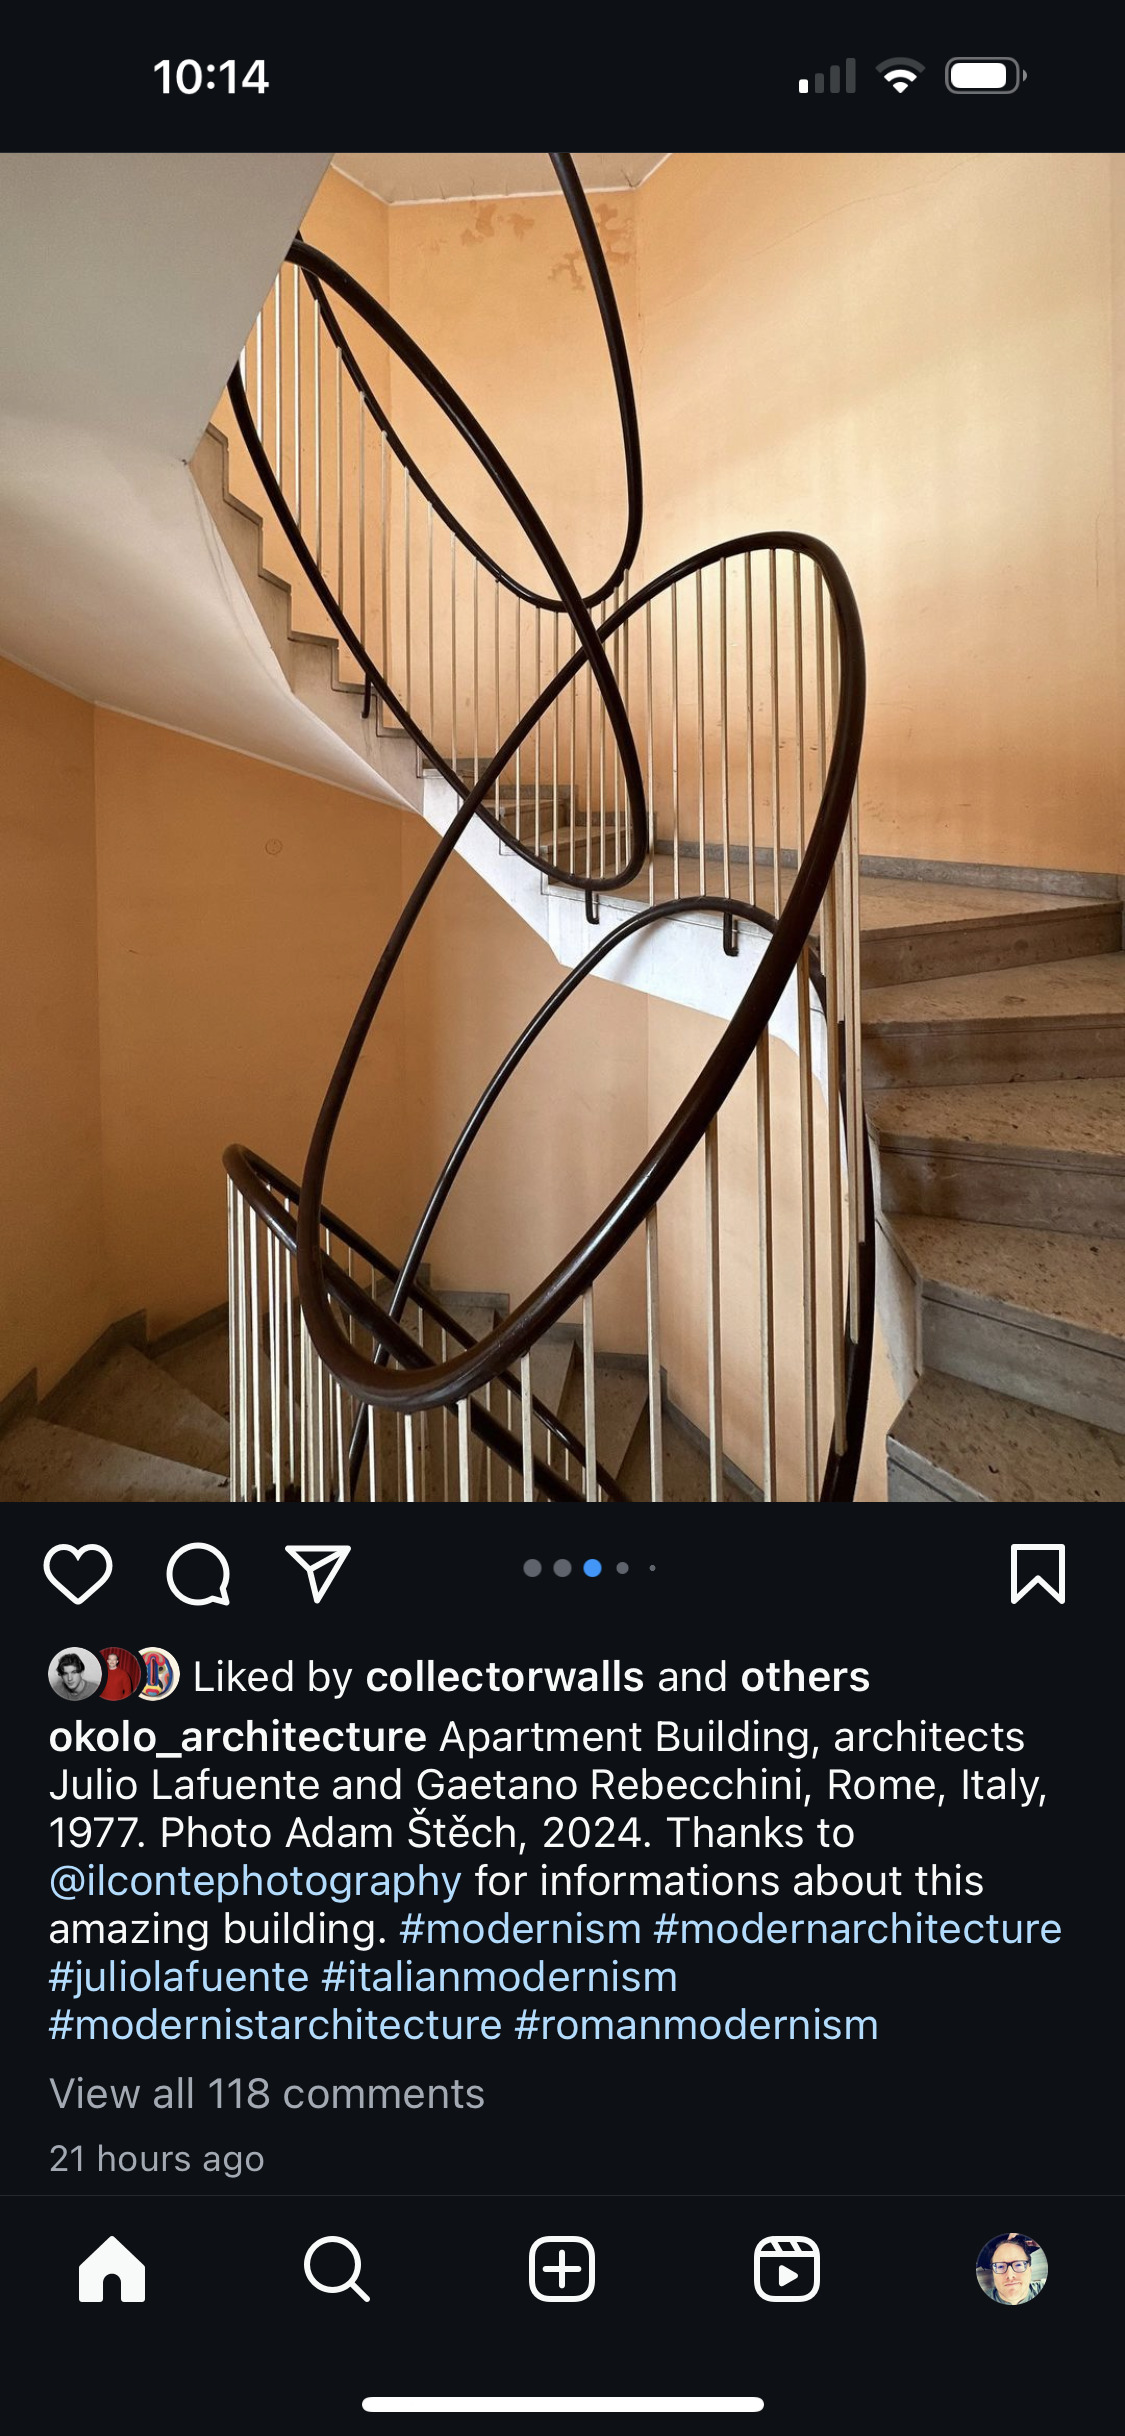 10:14
Liked by collectorwalls and others
okolo_architecture Apartment Building, architects
Julio Lafuente and Gaetano Rebecchini, Rome, Italy,
1977. Photo Adam Štěch, 2024. Thanks to
@ilcontephotography for informations about this
amazing building. #modernism #modernarchitecture
#juliolafuente #italianmodernism
#modernistarchitecture #romanmodernism
View all 118 comments
21 hours ago